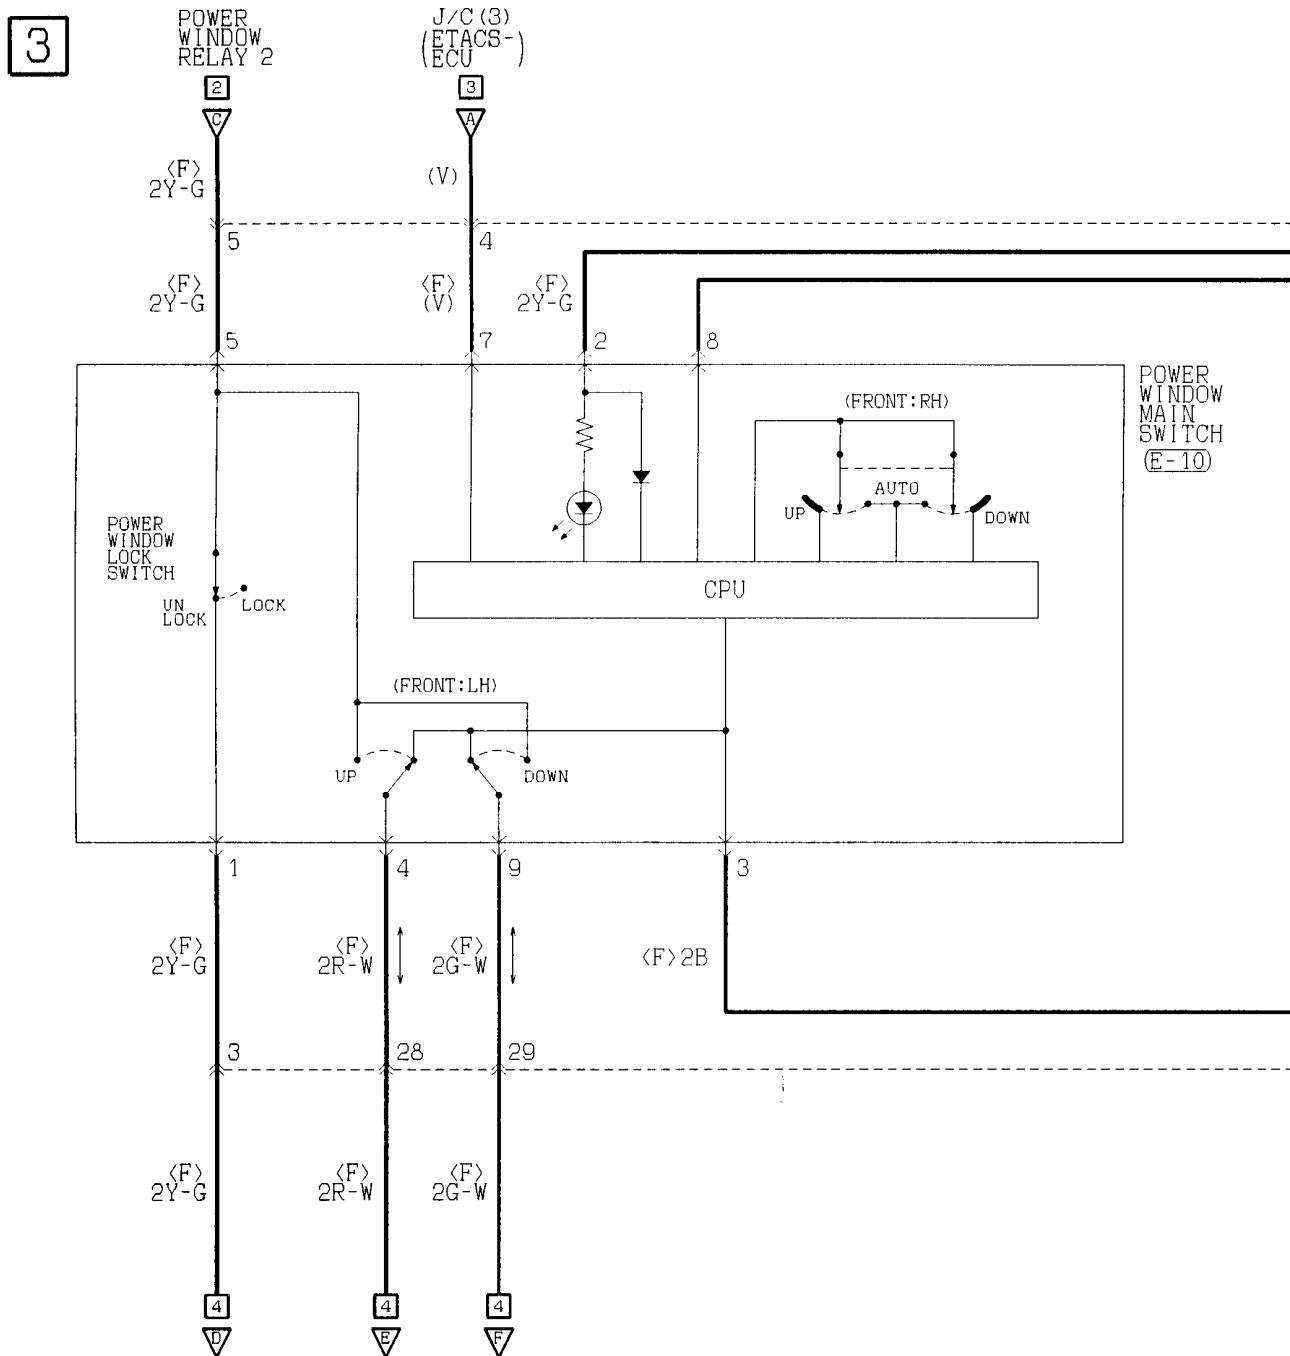 3
POWER
WINDOW
RELAY 2
J/C (3)
(ETACS-
ECU)
2
3
C
A
<F>
2Y-G
(V)
5
4
<F>
2Y-G
<F>
(V)
<F>
2Y-G
5
7
2
8
POWER
WINDOW
MAIN
SWITCH
(E-10)
(FRONT:RH)
AUTO
UP
DOWN
POWER
WINDOW
LOCK
SWITCH
UN
LOCK
LOCK
CPU
(FRONT:LH)
UP
DOWN
1
4
9
3
<F>
2Y-G
<F>
2R-W
<F>
2G-W
<F>2B
3
28
29
<F>
2Y-G
<F>
2R-W
<F>
2G-W
4
4
4
D
E
F